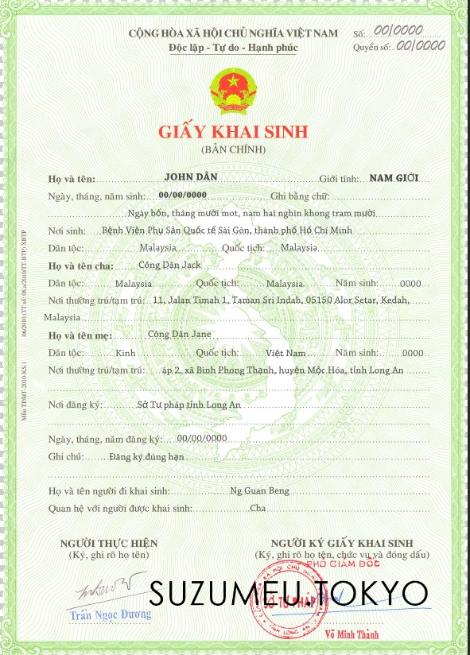 CỘNG HÒA XÃ HỘI CHỦ NGHĨA VIỆT NAM Số: 00/0000
Độc lập - Tự do - Hạnh phúc Quyển số: 00/0000
GIẤY KHAI SINH
(BẢN CHÍNH)
Họ và tên: JOHN DÂN Giới tính: NAM GIỚI
Ngày, tháng, năm sinh: 00/00/0000 Ghi bằng chữ:
Ngày bốn, tháng mười mot, nam hai nghin khong tram mười
Nơi sinh: Bệnh Viện Phụ Sản Quốc tế Sài Gòn, thành phố Hồ Chí Minh
Dân tộc: Malaysia Quốc tịch: Malaysia.
Họ và tên cha: Công Dân Jack
Dân tộc: Malaysia Quốc tịch: Malaysia. Năm sinh: 0000
Nơi thường trú/tạm trú: 11, Jalan Timah 1, Taman Sri Indah, 05150 Alor Setar, Kedah,
Malaysia
Họ và tên mẹ: Công Dân Jane
Dân tộc: Kinh Quốc tịch: Việt Nam Năm sinh: 0000
Nơi thường trú/tạm trú: ấp 2, xã Bình Phong Thạnh, huyện Mộc Hóa, tỉnh Long An
Nơi đăng ký: Sở Tư pháp tỉnh Long An
Ngày, tháng, năm đăng ký: 00/00/0000
Ghi chú: Đăng ký đúng hạn
Họ và tên người đi khai sinh: Ng Guan Beng
Quan hệ với người được khai sinh: Cha
NGƯỜI THỰC HIỆN NGƯỜI KÝ GIẤY KHAI SINH
(Ký, ghi rõ họ tên) (Ký, ghi rõ họ tên, chức vụ và đóng dấu)
PHÓ GIÁM ĐỐC
SỞ TƯ PHÁP
SUZUMEU.TOKYO
Trần Ngọc Dương Võ Minh Thành